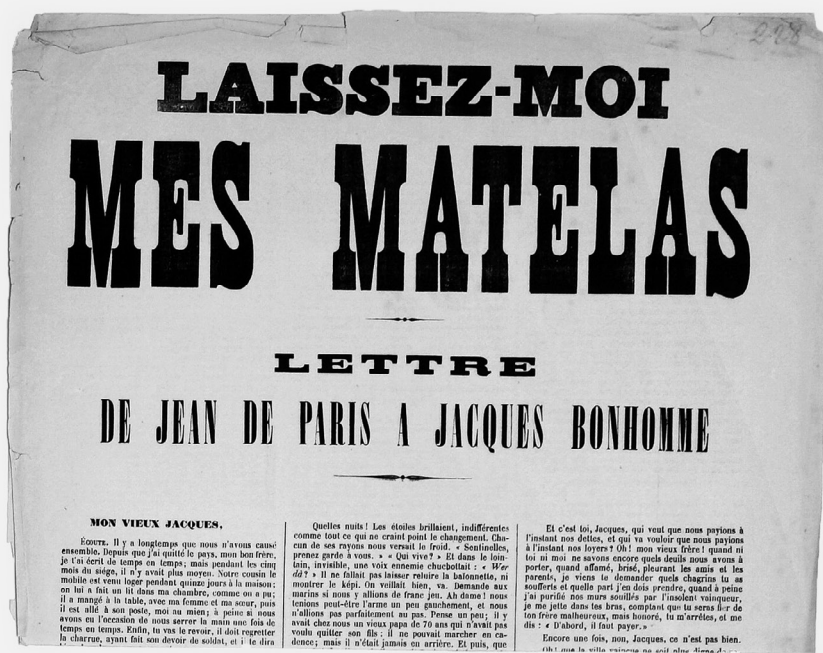 228
LAISSEZ-MOI
MES MATELAS
LETTRE
DE JEAN DE PARIS A JACQUES BONHOMME
MON VIEUX JACQUES,
ÉCOUTE. Il y a longtemps que nous n'avons causé
ensemble. Depuis que j'ai quitté le pays, mon bon frère,
je t'ai écrit de temps en temps; mais pendant les cinq
mois du siége, il n'y avait plus moyen. Notre cousin le
mobile est venu loger pendant quinze jours à la maison;
on lui a fait un lit dans ma chambre, comme on a pu;
il a mangé à la table, avec ma femme et ma sœur, puis
il est allé à son poste, moi au mien; à peine si nous
avons eu l'occasion de nous serrer la main une fois de
temps en temps. Enfin, tu vas le revoir, il doit regretter
la charrue, ayant fait son devoir de soldat, et i te dira
Quelles nuits! Les étoiles brillaient, indifférentes
comme tout ce qui ne craint point le changement. Cha-
cun de ses rayons nous versait le froid. « Sentinelles,
prenez garde à vous. » « Qui vive? » Et dans le loin-
tain, invisible, une voix ennemie chuchottait : « Wer
dà? » Il ne fallait pas laisser reluire la baïonnette, ni
montrer le képi. On veillait bien, va. Demande aux
marins si nous y allions de franc jeu. Ah dame! nous
tenions peut-être l'arme un peu gauchement, et nous
n'allions pas parfaitement au pas. Pense un peu; il y
avait chez nous un vieux papa de 70 ans qui n'avait pas
voulu quitter son fils; il ne pouvait marcher en ca-
dence; mais il n'était jamais en arrière. Et puis, que
Et c'est toi, Jacques, qui veut que nous payions à
l'instant nos dettes, et qui va vouloir que nous payions
à l'instant nos loyers? Oh! mon vieux frère! quand ni
toi ni moi ne savons encore quels deuils nous avons à
porter, quand affamé, brisé, pleurant les amis et les
parents, je viens te demander quels chagrins tu as
soufferts et quelle part j'en dois prendre, quand à peine
j'ai purifié nos murs souillés par l'insolent vainqueur,
je me jette dans tes bras, comptant que tu seras fier de
ton frère malheureux, mais honoré, tu m'arrêtes, et me
dis : « D'abord, il faut payer. »
Encore une fois, non, Jacques, ce n'est pas bien.
Oh! que la ville vaincue ne soit plus digne